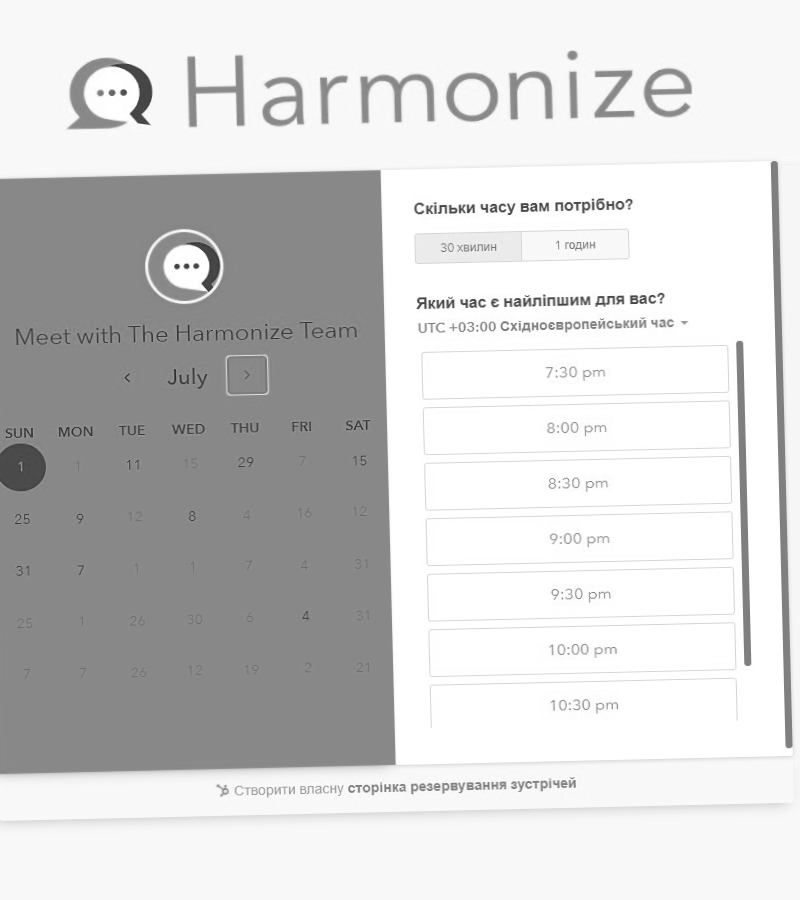 Harmonize
Meet with The Harmonize Team
July
SUN MON TUE WED THU FRI SAT
1 1 11 15 29 7 15
25 9 12 8 4 16 12
31 7 1 1 7 4 31
25 1 26 30 6 4 31
7 7 26 12 19 2 21
Скільки часу вам потрібно?
30 хвилин 1 годин
Який час є найліпшим для вас?
UTC +03:00 Східноєвропейський час
7:30 pm
8:00 pm
8:30 pm
9:00 pm
9:30 pm
10:00 pm
10:30 pm
Створити власну сторінка резервування зустрічей